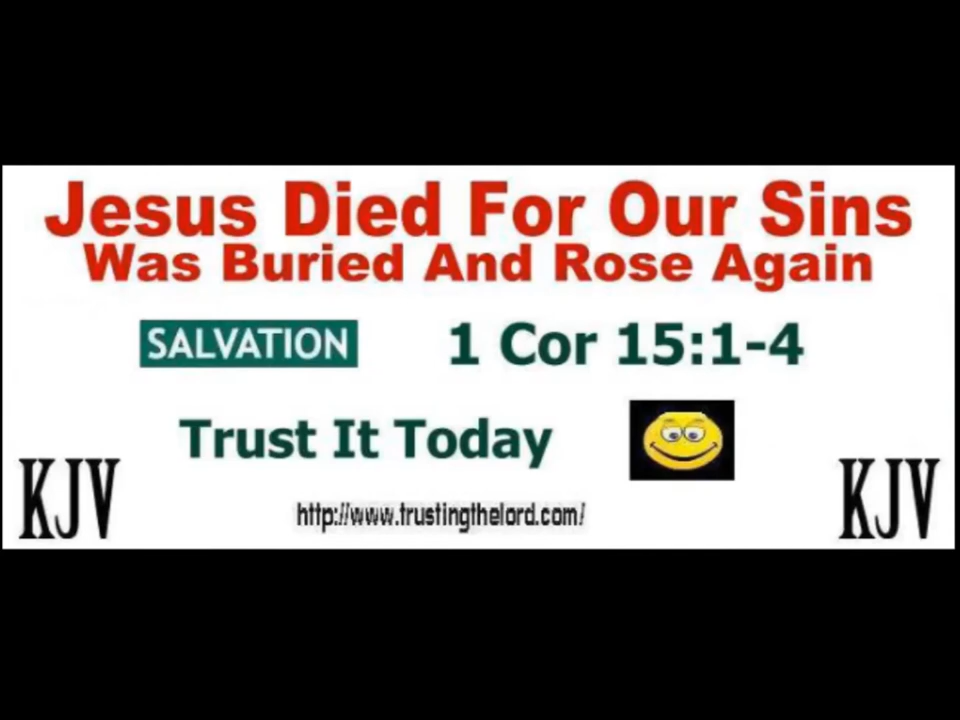 Jesus Died For Our Sins
Was Buried And Rose Again
SALVATION 1 Cor 15:1-4
Trust It Today
KJV KJV
http://www.trustingthelord.com/